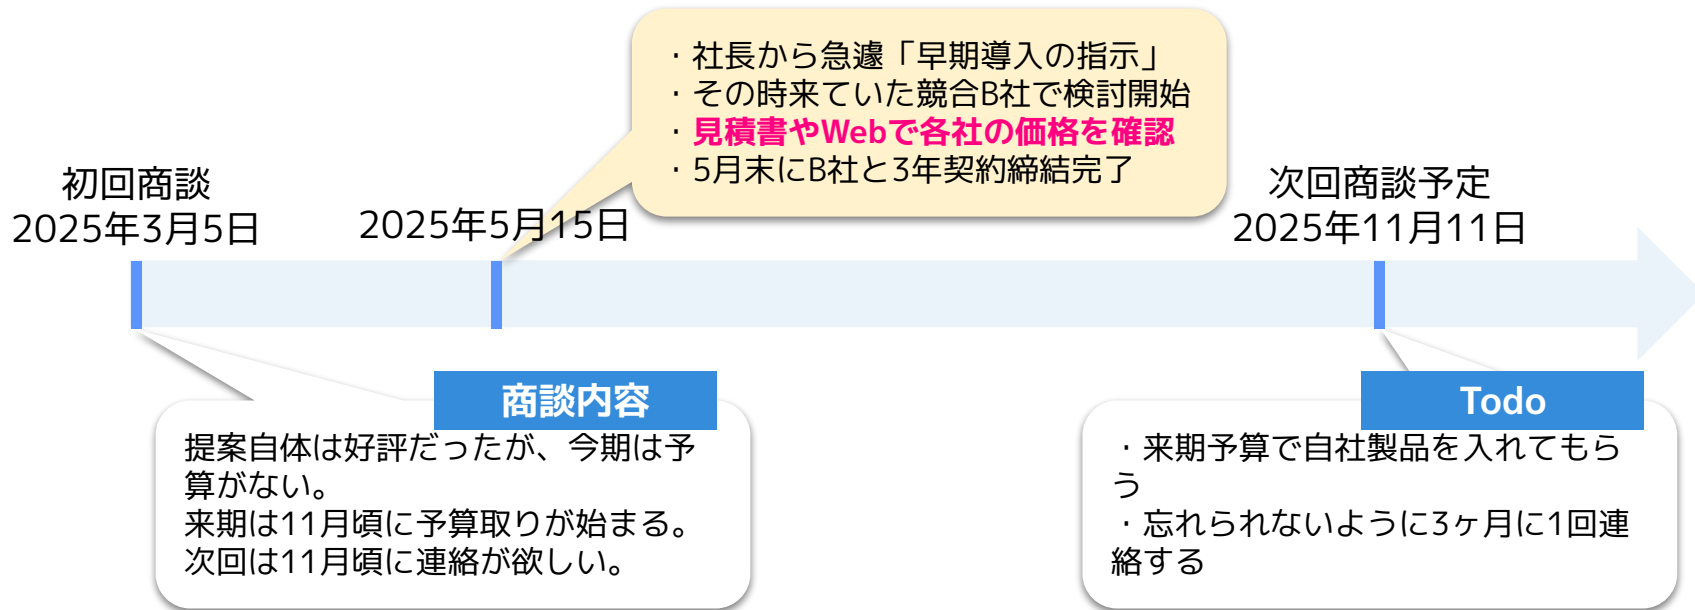 ・社長から急遽「早期導入の指示」
・その時来ていた競合B社で検討開始
・見積書やWebで各社の価格を確認
・5月末にB社と3年契約締結完了
初回商談
2025年3月5日
2025年5月15日
次回商談予定
2025年11月11日
商談内容
提案自体は好評だったが、今期は予
算がない。
来期は11月頃に予算取りが始まる。
次回は11月頃に連絡が欲しい。
Todo
・来期予算で自社製品を入れてもら
う
・忘れられないように3ヶ月に1回連
絡する